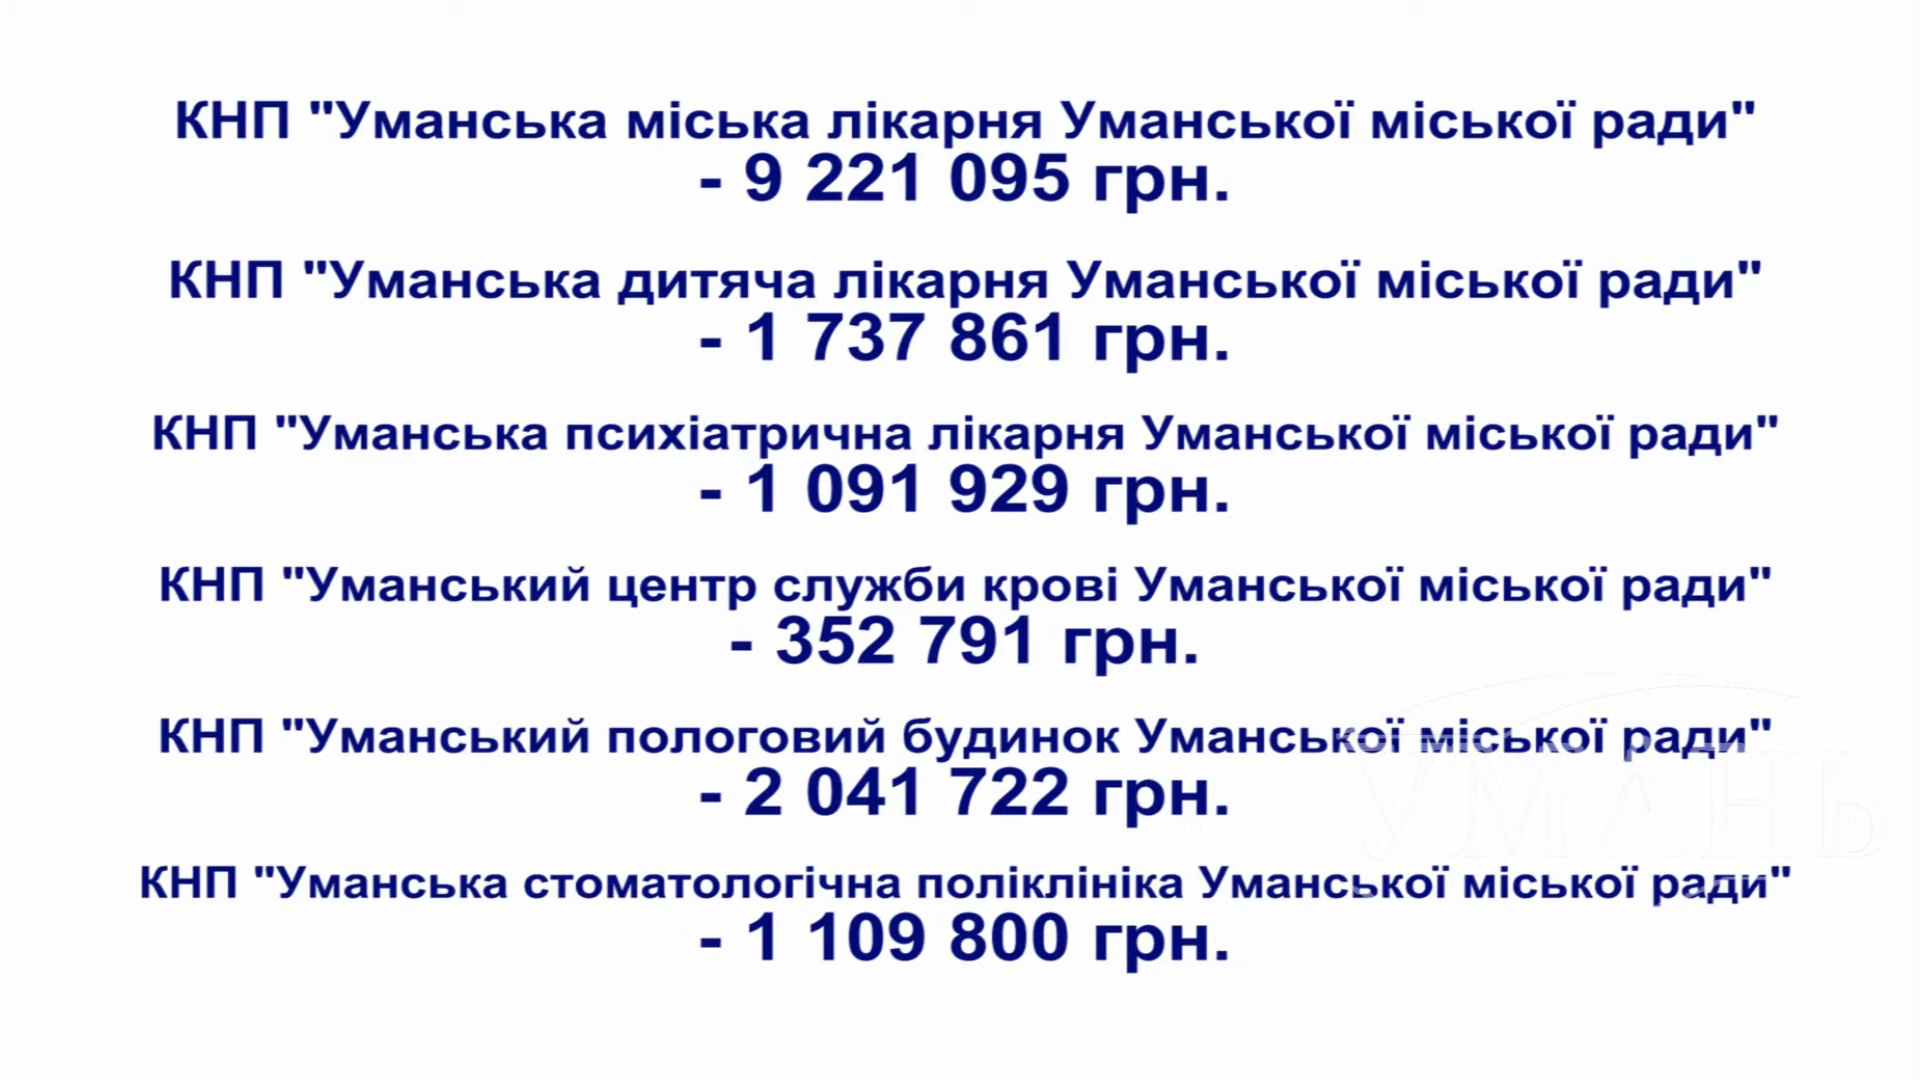 КНП "Уманська міська лікарня Уманської міської ради"
- 9 221 095 грн.
КНП "Уманська дитяча лікарня Уманської міської ради"
- 1 737 861 грн.
КНП "Уманська психіатрична лікарня Уманської міської ради"
- 1 091 929 грн.
КНП "Уманський центр служби крові Уманської міської ради"
- 352 791 грн.
КНП "Уманський пологовий будинок Уманської міської ради"
- 2 041 722 грн.
КНП "Уманська стоматологічна поліклініка Уманської міської ради"
- 1 109 800 грн.
УМАНЬ